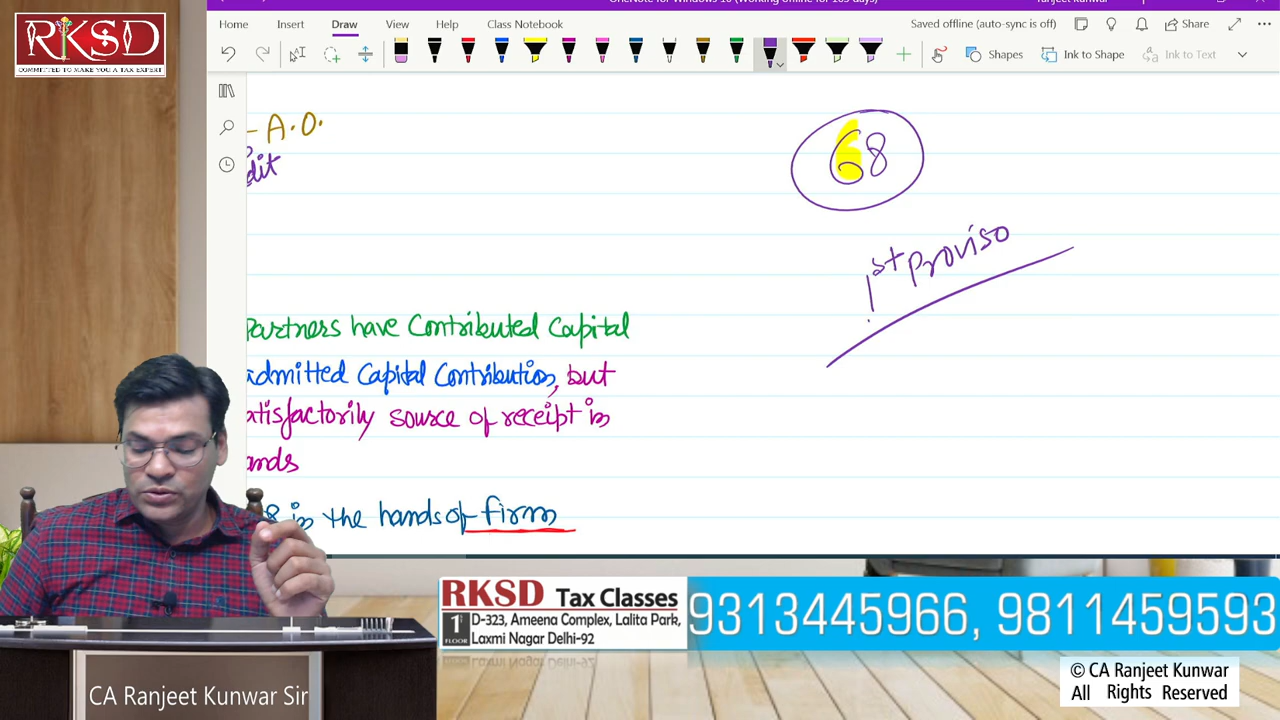 RKSD
COMMITTED TO MAKE YOU A TAX EXPERT
Home Insert Draw View Help Class Notebook
Saved offline (auto-sync is off) Share
Shapes Ink to Shape Ink to Text
- A.O.
dit
68
1st Proviso
Partners have Contributed Capital
admitted Capital Contribution, but
atisfactorily source of receipt in
ands
8 in the hands of firm
RKSD Tax Classes
1st FLOOR
D-323, Ameena Complex, Lalita Park,
Laxmi Nagar Delhi-92
9313445966, 9811459593
CA Ranjeet Kunwar Sir
© CA Ranjeet Kunwar
All Rights Reserved